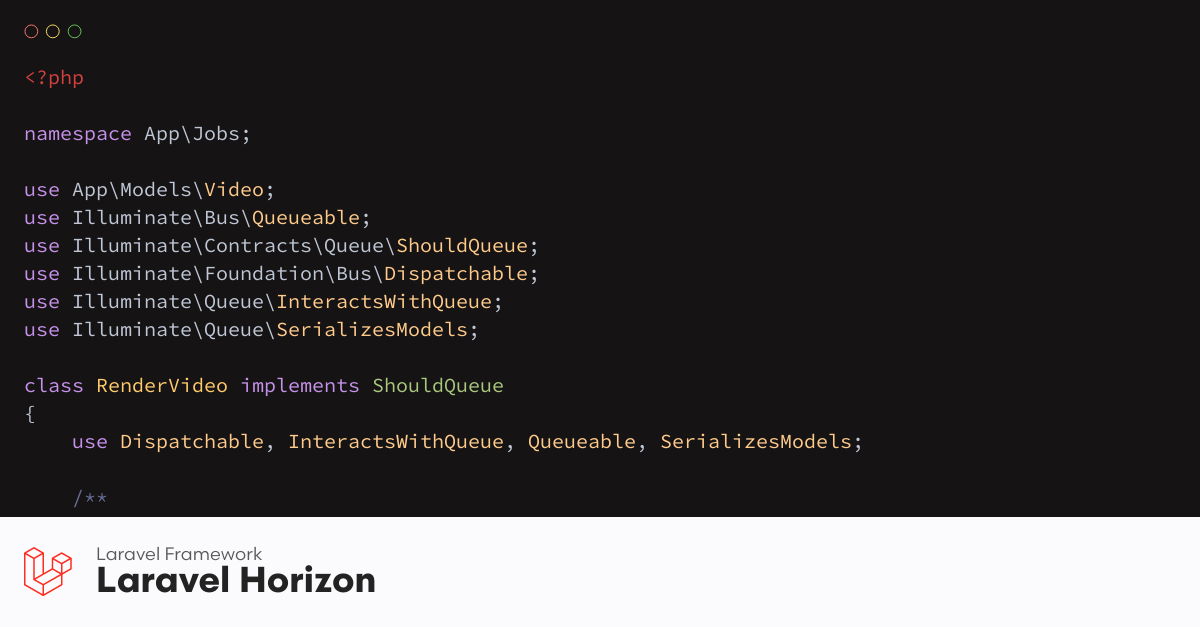 <?php
namespace App\Jobs;
use App\Models\Video;
use Illuminate\Bus\Queueable;
use Illuminate\Contracts\Queue\ShouldQueue;
use Illuminate\Foundation\Bus\Dispatchable;
use Illuminate\Queue\InteractsWithQueue;
use Illuminate\Queue\SerializesModels;
class RenderVideo implements ShouldQueue
{
    use Dispatchable, InteractsWithQueue, Queueable, SerializesModels;
    /**
Laravel Framework
Laravel Horizon